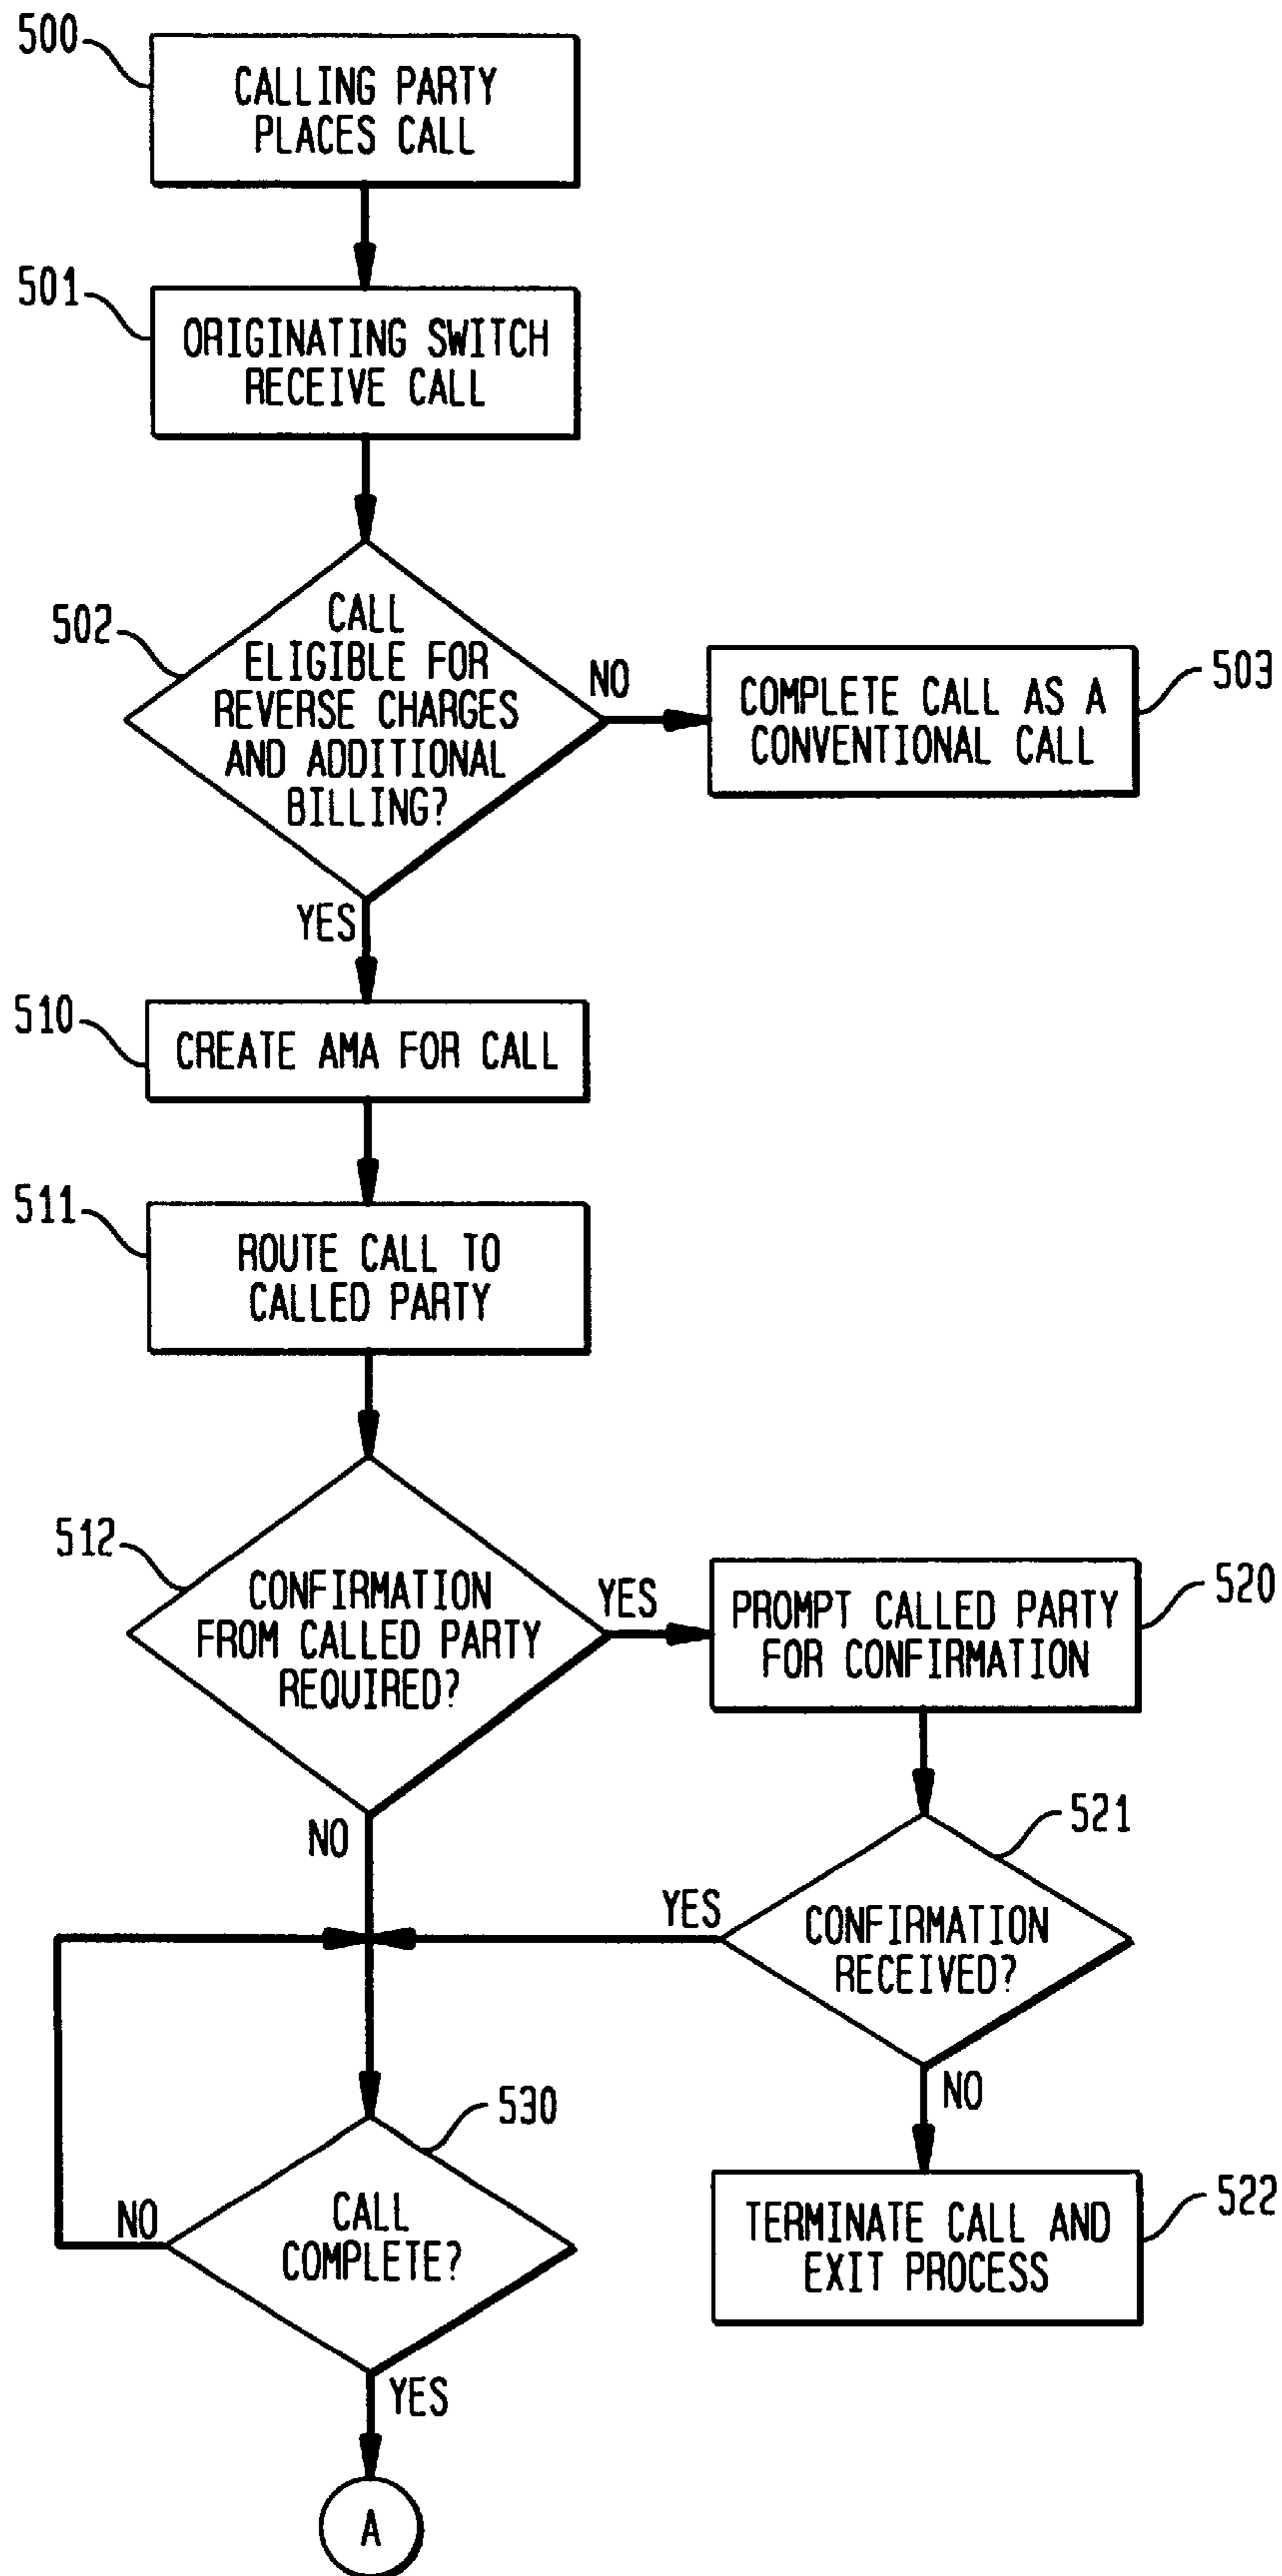 500
CALLING PARTY
PLACES CALL
501
ORIGINATING SWITCH
RECEIVE CALL
502
CALL
ELIGIBLE FOR
REVERSE CHARGES
AND ADDITIONAL
BILLING?
NO
COMPLETE CALL AS A
CONVENTIONAL CALL
503
YES
510
CREATE AMA FOR CALL
511
ROUTE CALL TO
CALLED PARTY
512
CONFIRMATION
FROM CALLED PARTY
REQUIRED?
YES
PROMPT CALLED PARTY
FOR CONFIRMATION
520
NO
521
YES
CONFIRMATION
RECEIVED?
NO
530
CALL
COMPLETE?
NO
TERMINATE CALL AND
EXIT PROCESS
522
YES
A